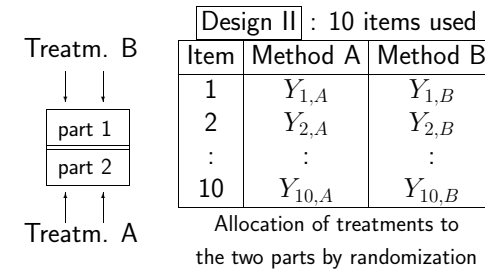 Treatm. B
part 1
part 2
Treatm. A
Design II : 10 items used
Item Method A Method B
1 Y1,A Y1,B
2 Y2,A Y2,B
: : :
10 Y10,A Y10,B
Allocation of treatments to
the two parts by randomization